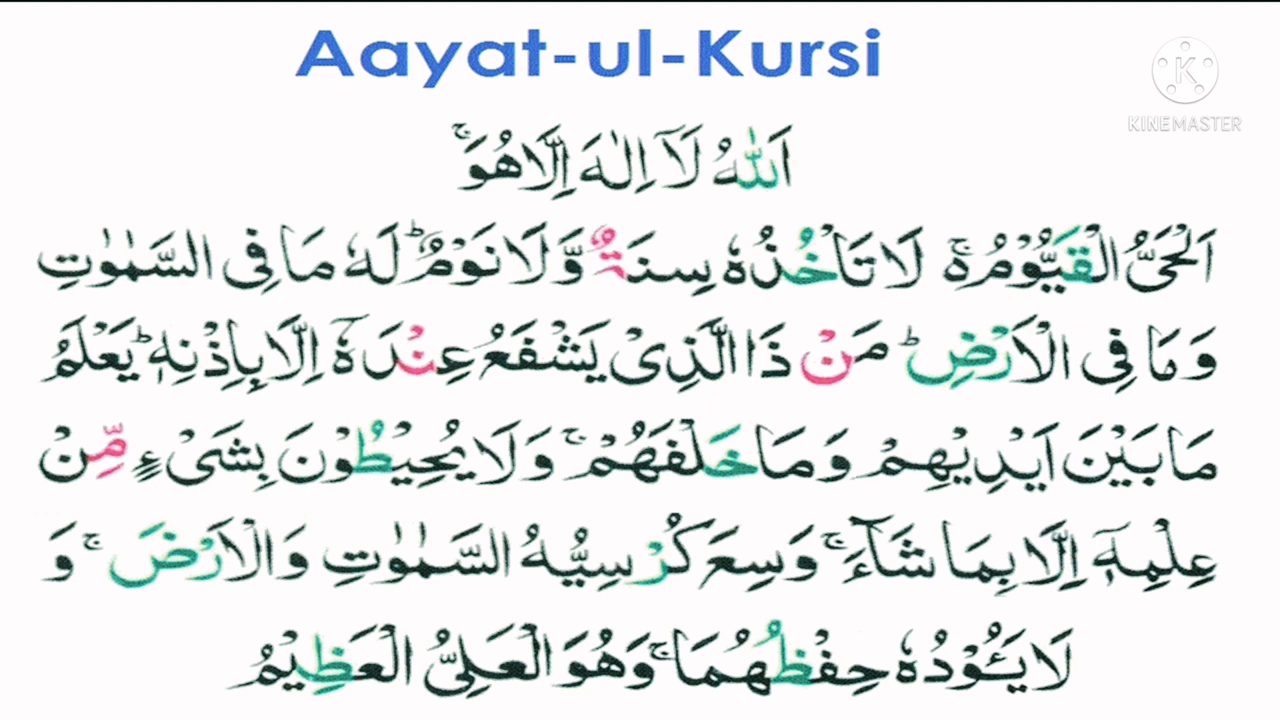 Aayat-ul-Kursi
KINEMASTER
اَللّٰهُ لَآ اِلٰهَ اِلَّا هُوَ ۚ
اَلْحَیُّ الْقَیُّوْمُ ەۚ لَا تَاْخُذُهٗ سِنَةٌ وَّلَا نَوْمٌ ؕ لَهٗ مَا فِی السَّمٰوٰتِ
وَمَا فِی الْاَرْضِ ؕ مَنْ ذَا الَّذِیْ یَشْفَعُ عِنْدَهٗۤ اِلَّا بِاِذْنِهٖ ؕ یَعْلَمُ
مَا بَیْنَ اَیْدِیْهِمْ وَمَا خَلْفَهُمْ ۚ وَلَا یُحِیْطُوْنَ بِشَیْءٍ مِّنْ
عِلْمِهٖۤ اِلَّا بِمَا شَآءَ ۚ وَسِعَ كُرْسِیُّهُ السَّمٰوٰتِ وَالْاَرْضَ ۚ وَ
لَا یَـُٔوْدُهٗ حِفْظُهُمَا ۚ وَهُوَ الْعَلِیُّ الْعَظِیْمُ